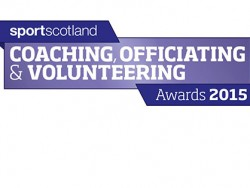 sportscotland
COACHING, OFFICIATING
& VOLUNTEERING
Awards 2015